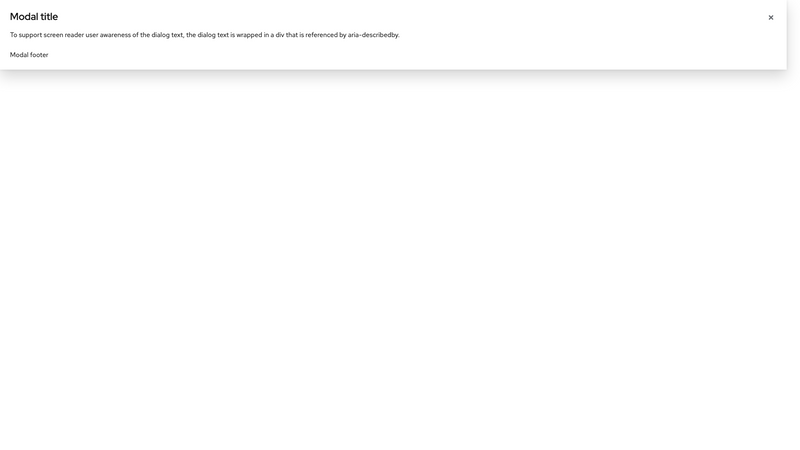 Modal title
To support screen reader user awareness of the dialog text, the dialog text is wrapped in a div that is referenced by aria-describedby.
Modal footer